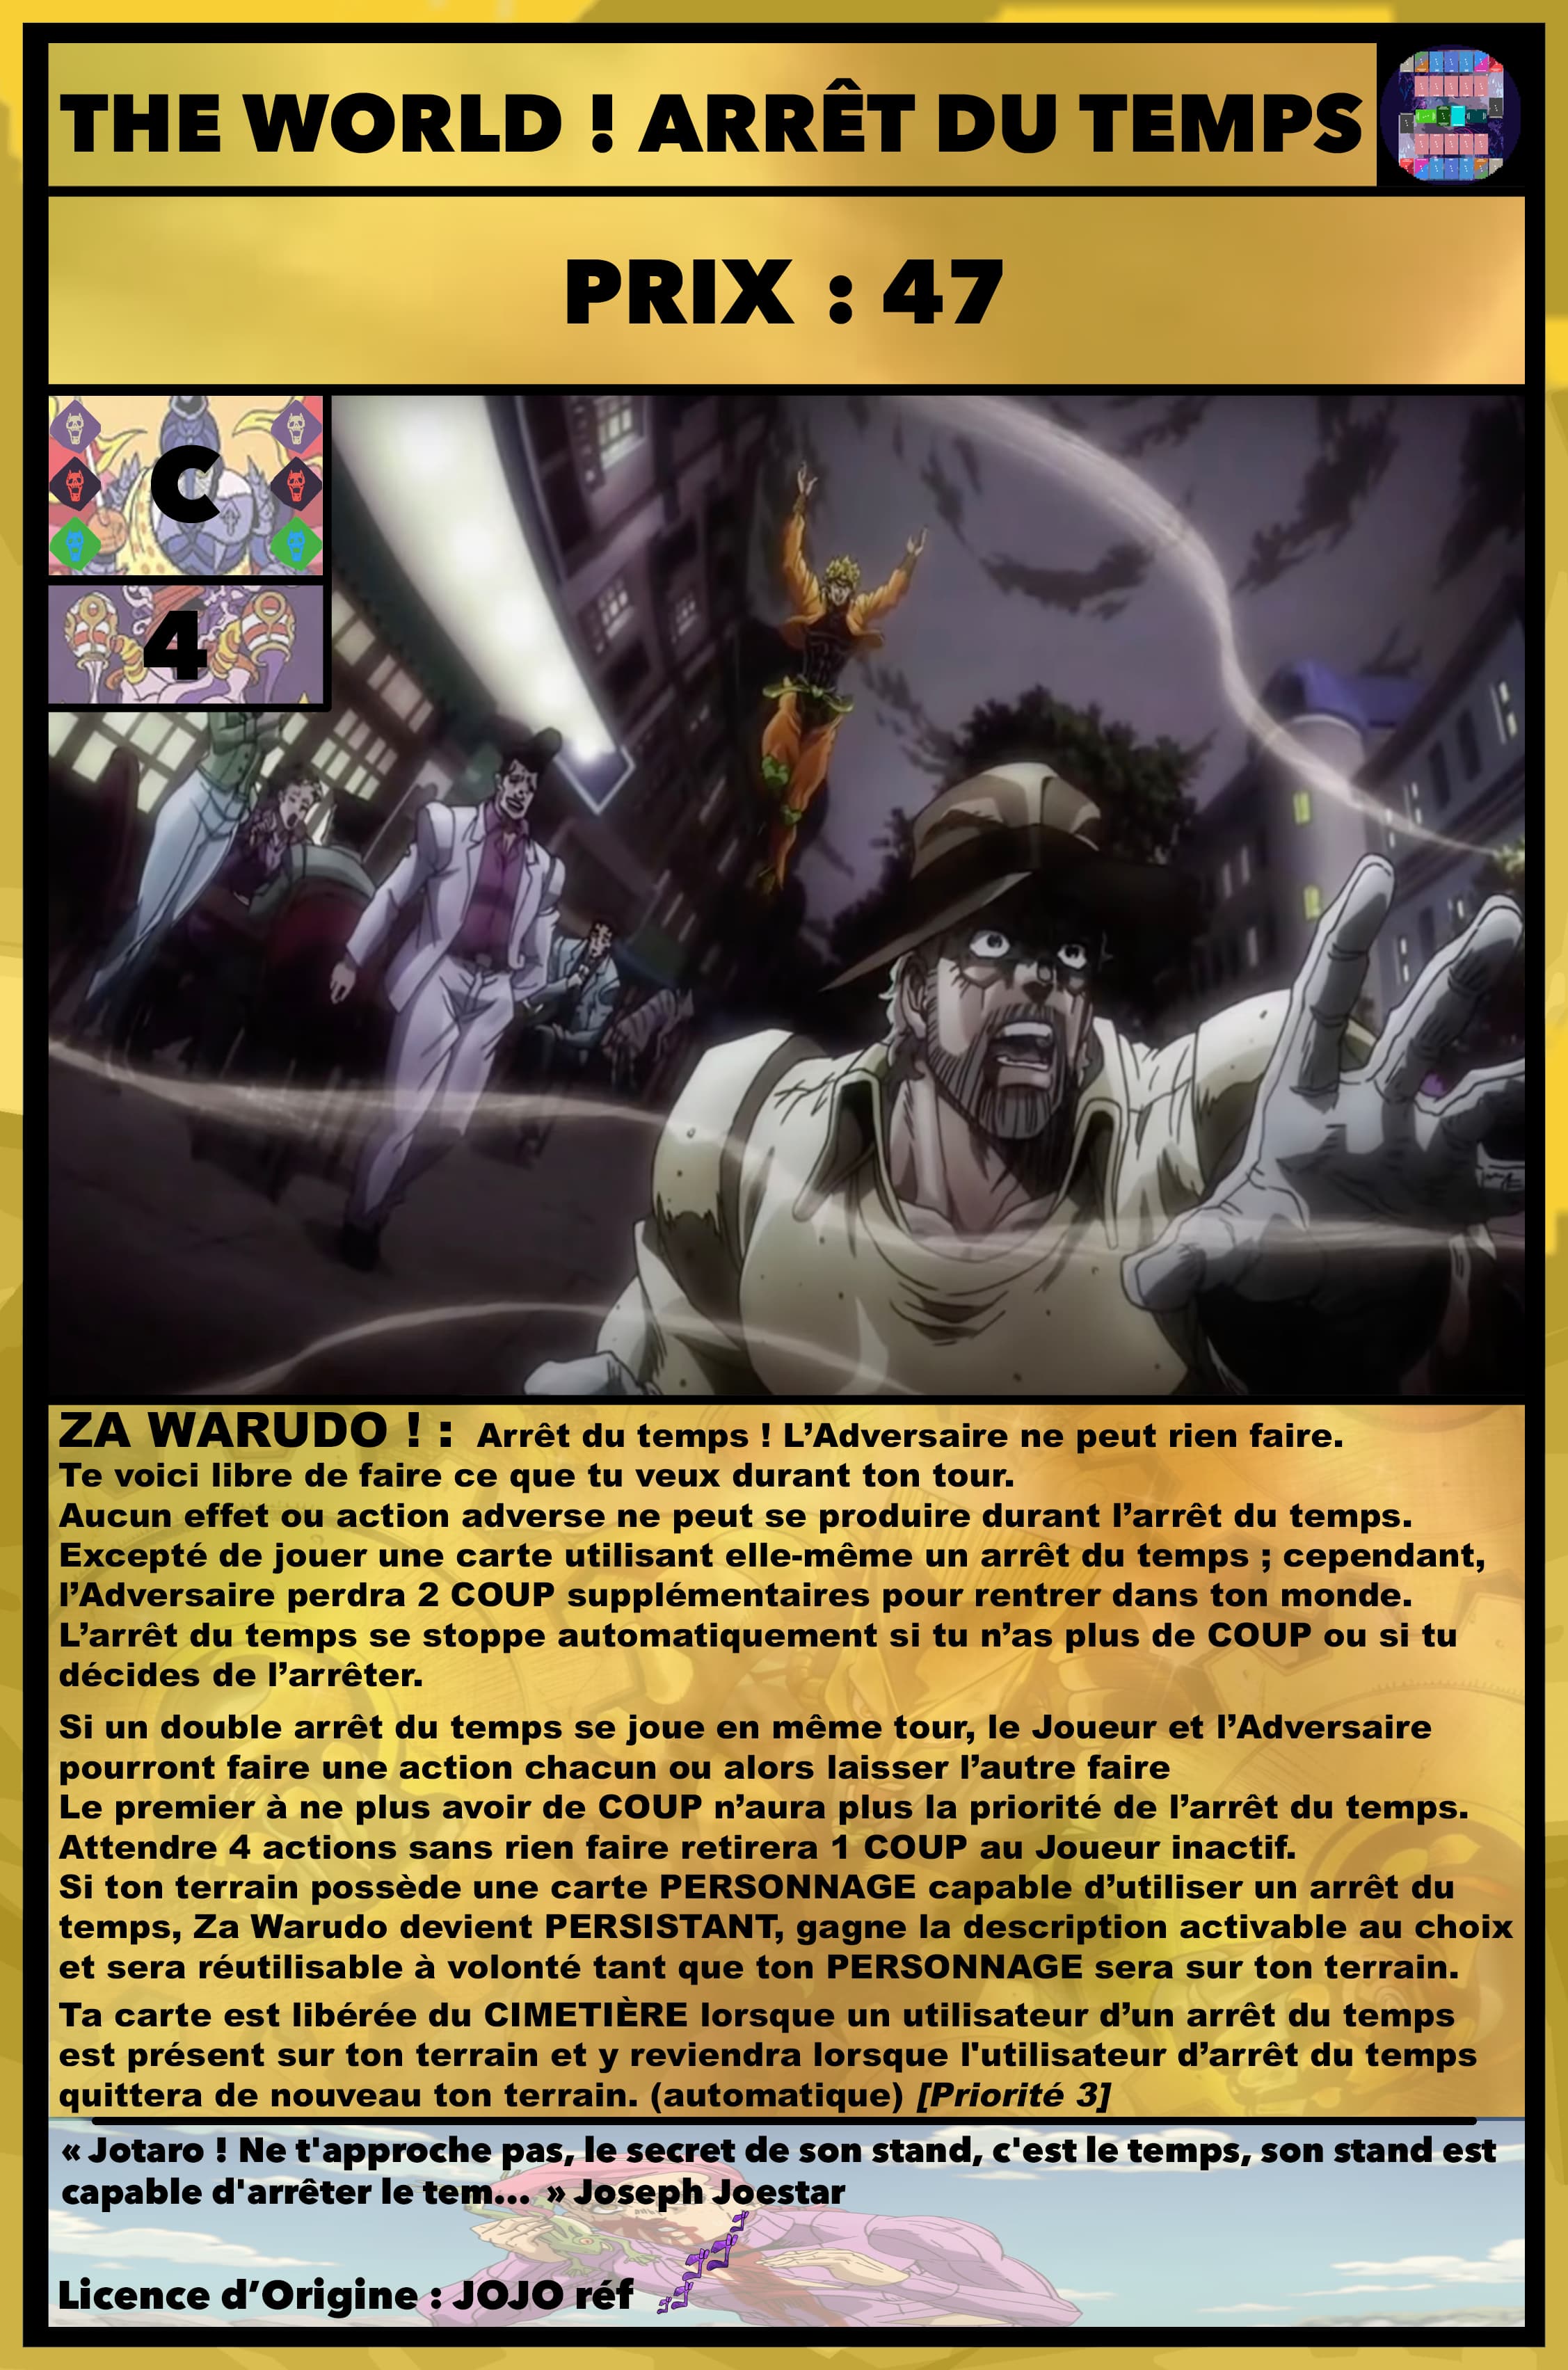 THE WORLD ! ARRÊT DU TEMPS
PRIX : 47
C
4
ZA WARUDO ! : Arrêt du temps ! L’Adversaire ne peut rien faire.
Te voici libre de faire ce que tu veux durant ton tour.
Aucun effet ou action adverse ne peut se produire durant l’arrêt du temps.
Excepté de jouer une carte utilisant elle-même un arrêt du temps ; cependant,
l’Adversaire perdra 2 COUP supplémentaires pour rentrer dans ton monde.
L’arrêt du temps se stoppe automatiquement si tu n’as plus de COUP ou si tu
décides de l’arrêter.
Si un double arrêt du temps se joue en même tour, le Joueur et l’Adversaire
pourront faire une action chacun ou alors laisser l’autre faire
Le premier à ne plus avoir de COUP n’aura plus la priorité de l’arrêt du temps.
Attendre 4 actions sans rien faire retirera 1 COUP au Joueur inactif.
Si ton terrain possède une carte PERSONNAGE capable d’utiliser un arrêt du
temps, Za Warudo devient PERSISTANT, gagne la description activable au choix
et sera réutilisable à volonté tant que ton PERSONNAGE sera sur ton terrain.
Ta carte est libérée du CIMETIÈRE lorsque un utilisateur d’un arrêt du temps
est présent sur ton terrain et y reviendra lorsque l'utilisateur d’arrêt du temps
quittera de nouveau ton terrain. (automatique) [Priorité 3]
« Jotaro ! Ne t'approche pas, le secret de son stand, c'est le temps, son stand est
capable d'arrêter le tem... » Joseph Joestar
Licence d’Origine : JOJO réf